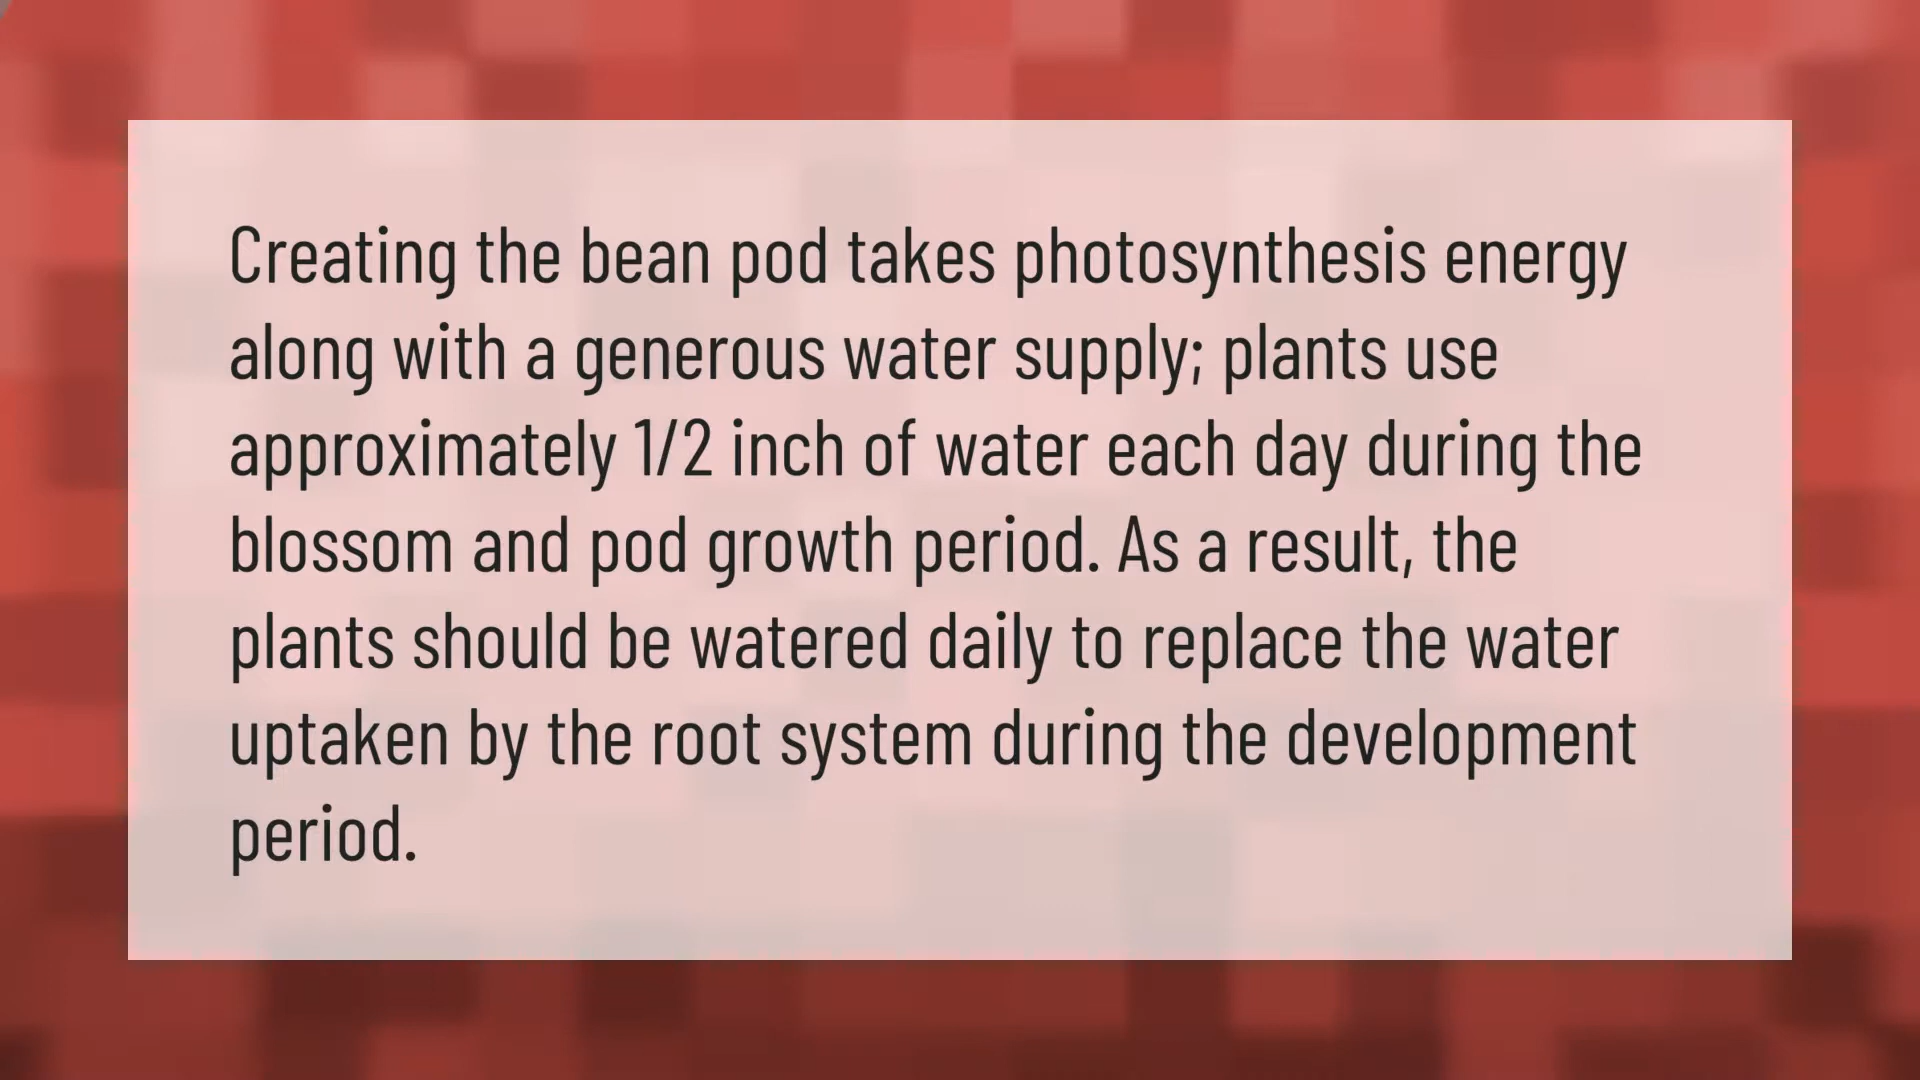 Creating the bean pod takes photosynthesis energy
along with a generous water supply; plants use
approximately 1/2 inch of water each day during the
blossom and pod growth period. As a result, the
plants should be watered daily to replace the water
uptaken by the root system during the development
period.